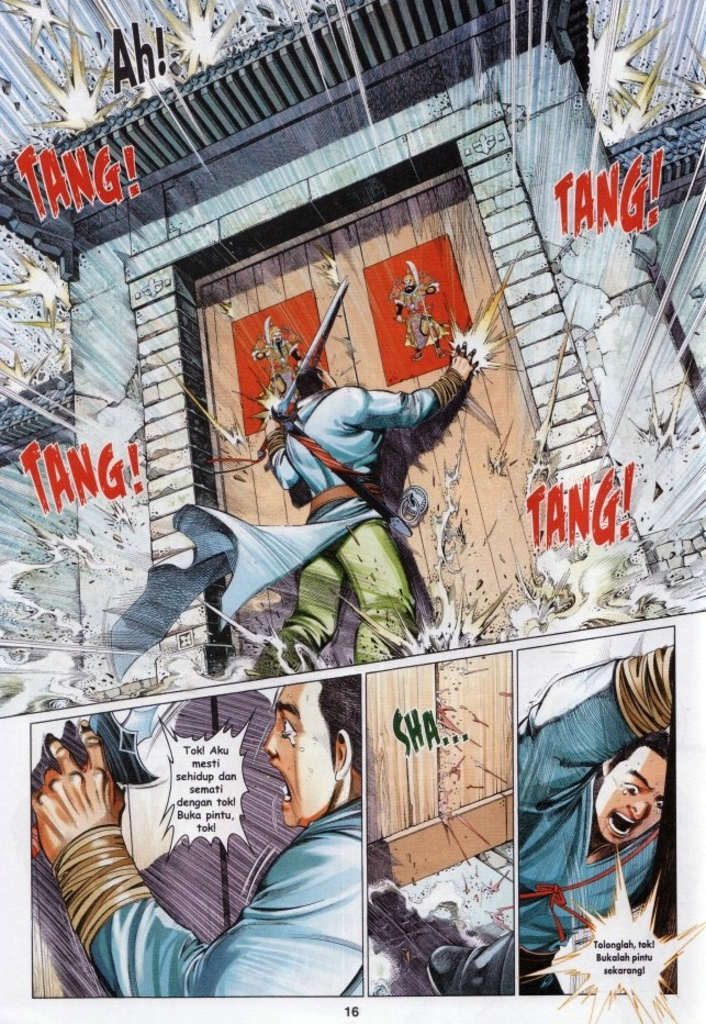 Ah!
TANG!
TANG!
TANG!
TANG!
Tok! Aku
mesti
sehidup dan
semati
dengan tok!
Buka pintu,
tok!
SHA...
Tolonglah, tok!
Bukalah pintu
sekarang!
16